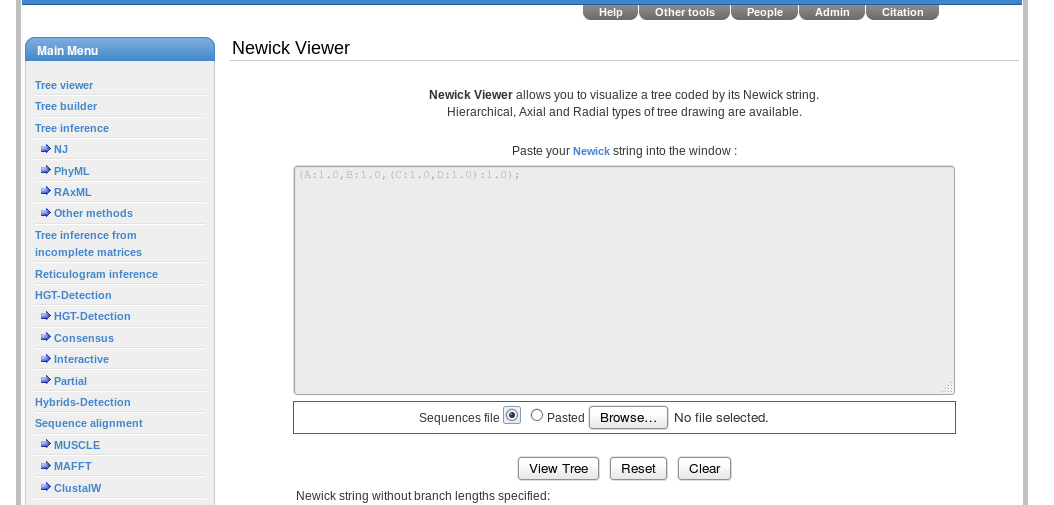 Help Other tools People Admin Citation
Main Menu
Tree viewer
Tree builder
Tree inference
NJ
PhyML
RAxML
Other methods
Tree inference from
incomplete matrices
Reticulogram inference
HGT-Detection
HGT-Detection
Consensus
Interactive
Partial
Hybrids-Detection
Sequence alignment
MUSCLE
MAFFT
ClustalW
Newick Viewer
Newick Viewer allows you to visualize a tree coded by its Newick string.
Hierarchical, Axial and Radial types of tree drawing are available.
Paste your Newick string into the window :
(A:1.0,B:1.0,(C:1.0,D:1.0):1.0);
Sequences file Pasted Browse... No file selected.
View Tree Reset Clear
Newick string without branch lengths specified: